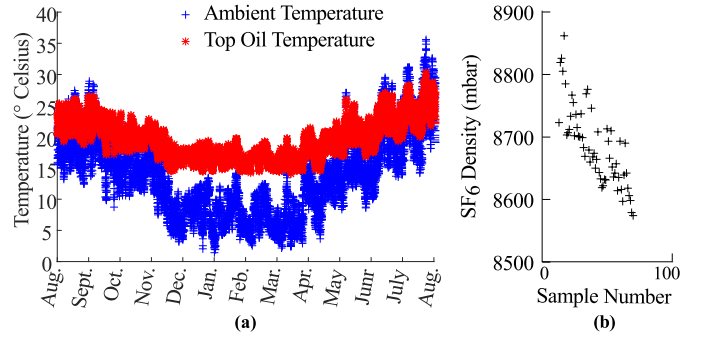 + Ambient Temperature
* Top Oil Temperature
Temperature (° Celsius)
40
35
30
25
20
15
10
5
0
Aug.
Sept.
Oct.
Nov.
Dec.
Jan.
Feb.
Mar.
Apr.
May
Junr
July
Aug.
(a)
SF6 Density (mbar)
8900
8800
8700
8600
8500
0
100
Sample Number
(b)